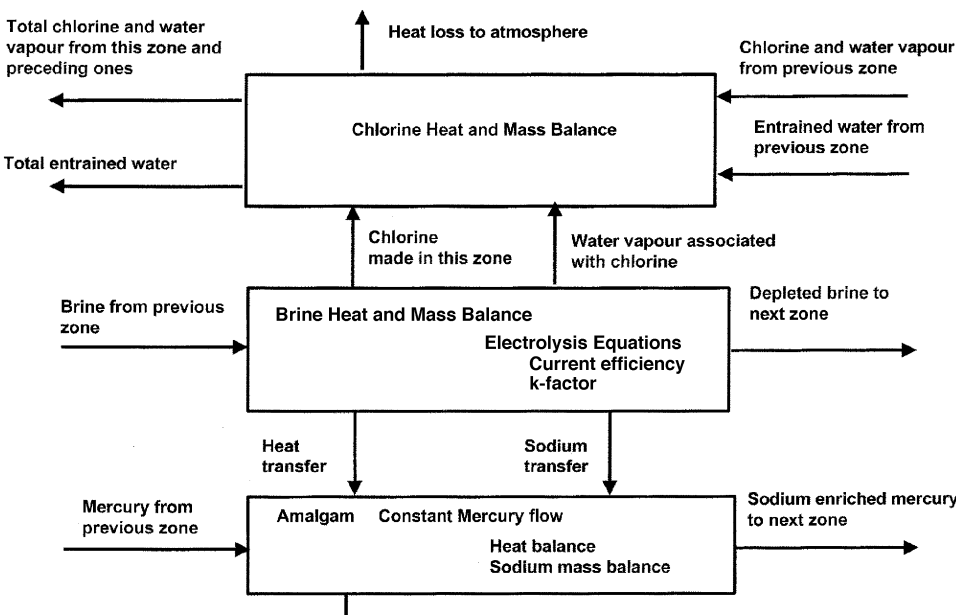 Total chlorine and water
vapour from this zone and
preceding ones
Heat loss to atmosphere
Chlorine and water vapour
from previous zone
Chlorine Heat and Mass Balance
Entrained water from
previous zone
Total entrained water
Chlorine
made in this zone
Water vapour associated
with chlorine
Brine from previous
zone
Brine Heat and Mass Balance
Electrolysis Equations
Current efficiency
k-factor
Depleted brine to
next zone
Heat
transfer
Sodium
transfer
Mercury from
previous zone
Amalgam Constant Mercury flow
Heat balance
Sodium mass balance
Sodium enriched mercury
to next zone